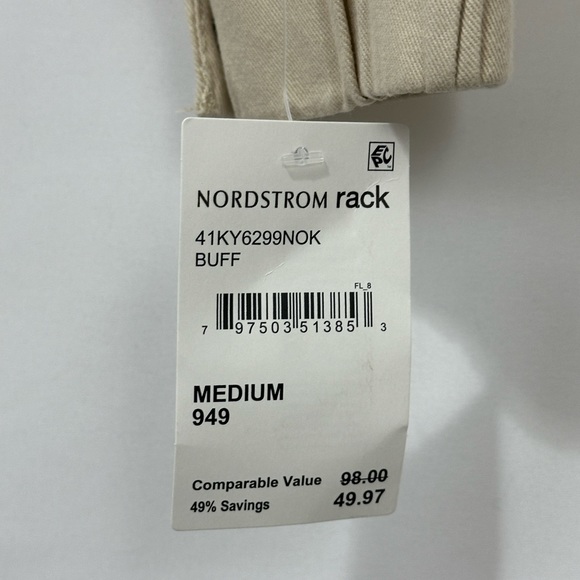 EPC
NORDSTROM rack
41KY6299NOK
BUFF
FL_8
7 97503 51385 3
MEDIUM
949
Comparable Value 98.00
49% Savings 49.97